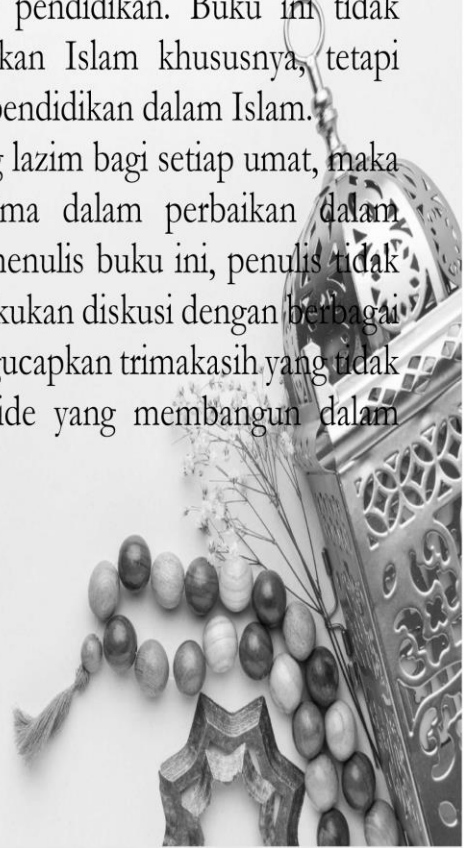 pendidikan. Buku ini tidak
kan Islam khususnya, tetapi
pendidikan dalam Islam.
g lazim bagi setiap umat, maka
ma dalam perbaikan dalam
menulis buku ini, penulis tidak
kukan diskusi dengan berbagai
gucapkan trimakasih yang tidak
ide yang membangun dalam